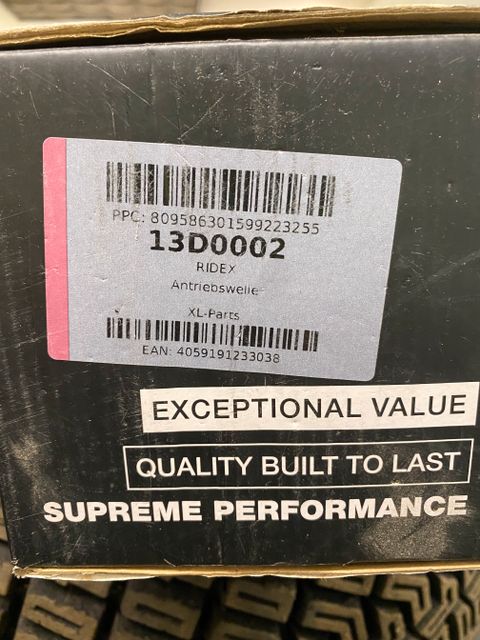 PPC: 809586301599223255
13D0002
RIDEX
Antriebswelle
XL-Parts
EAN: 4059191233038
EXCEPTIONAL VALUE
QUALITY BUILT TO LAST
SUPREME PERFORMANCE